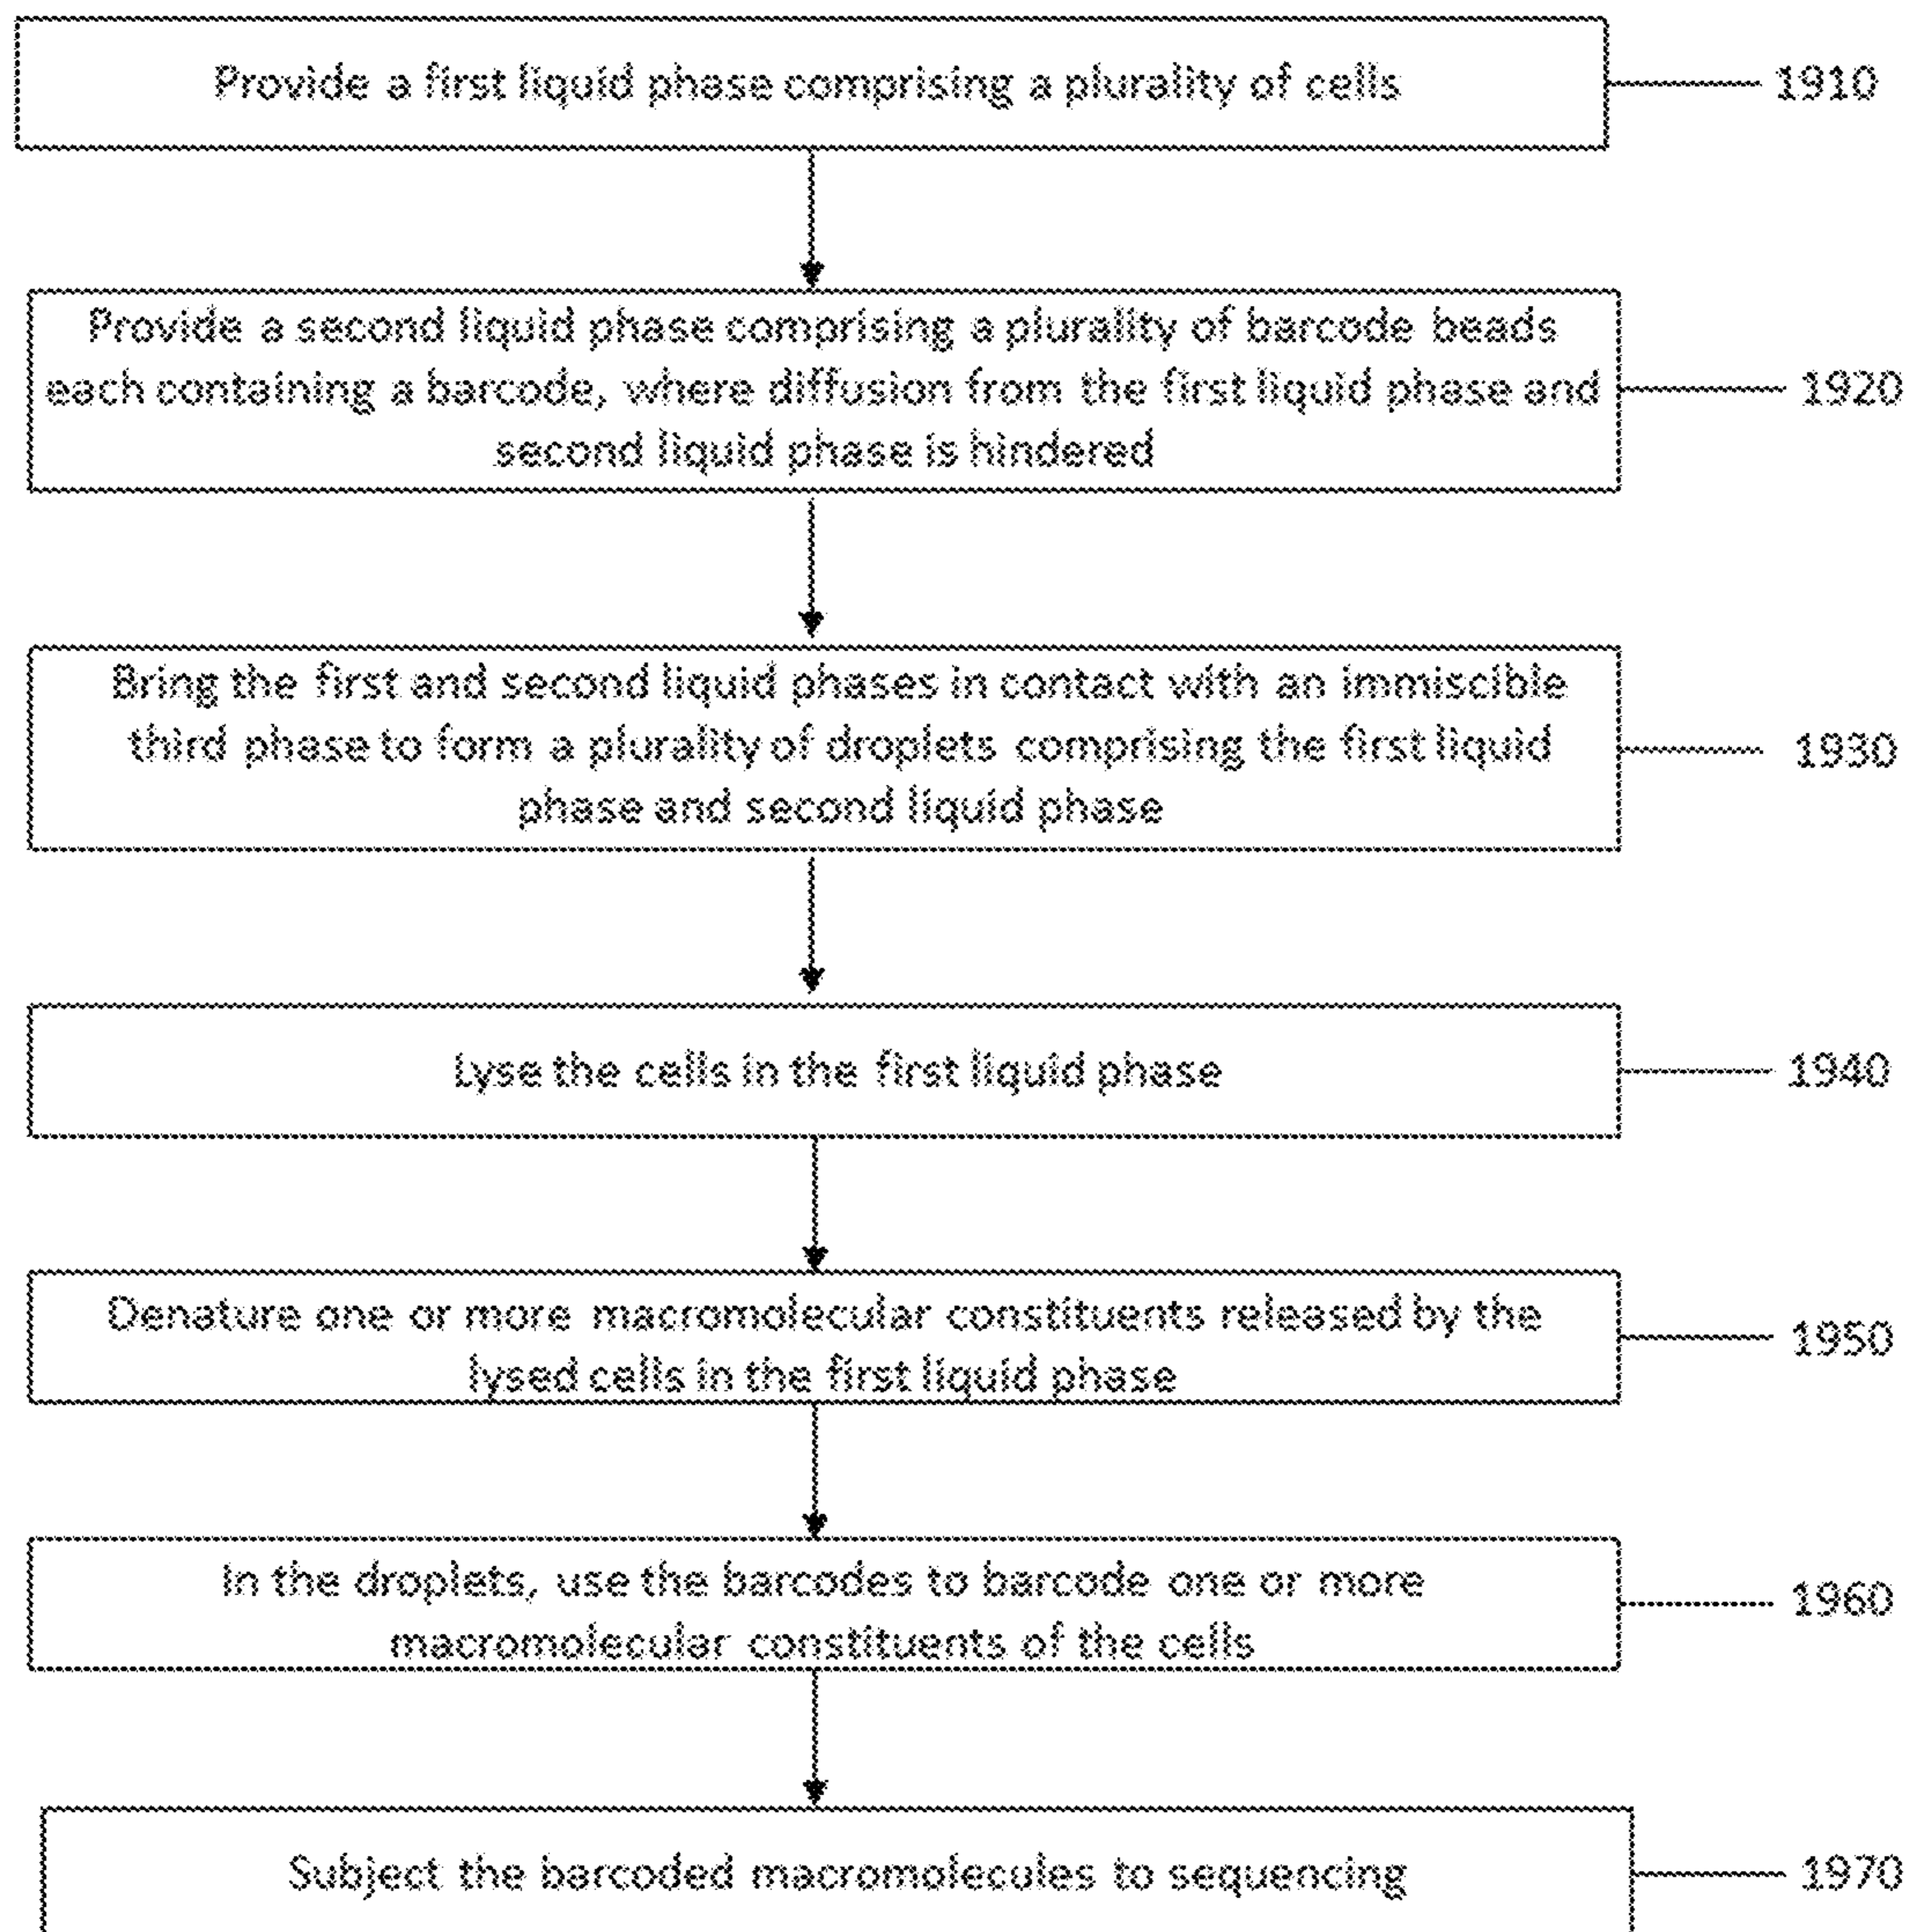 Provide a first liquid phase comprising a plurality of cells
1910
Provide a second liquid phase comprising a plurality of barcode beads
each containing a barcode, where diffusion from the first liquid phase and
second liquid phase is hindered
1920
Bring the first and second liquid phases in contact with an immiscible
third phase to form a plurality of droplets comprising the first liquid
phase and second liquid phase
1930
Lyse the cells in the first liquid phase
1940
Denature one or more macromolecular constituents released by the
lysed cells in the first liquid phase
1950
In the droplets, use the barcodes to barcode one or more
macromolecular constituents of the cells
1960
Subject the barcoded macromolecules to sequencing
1970